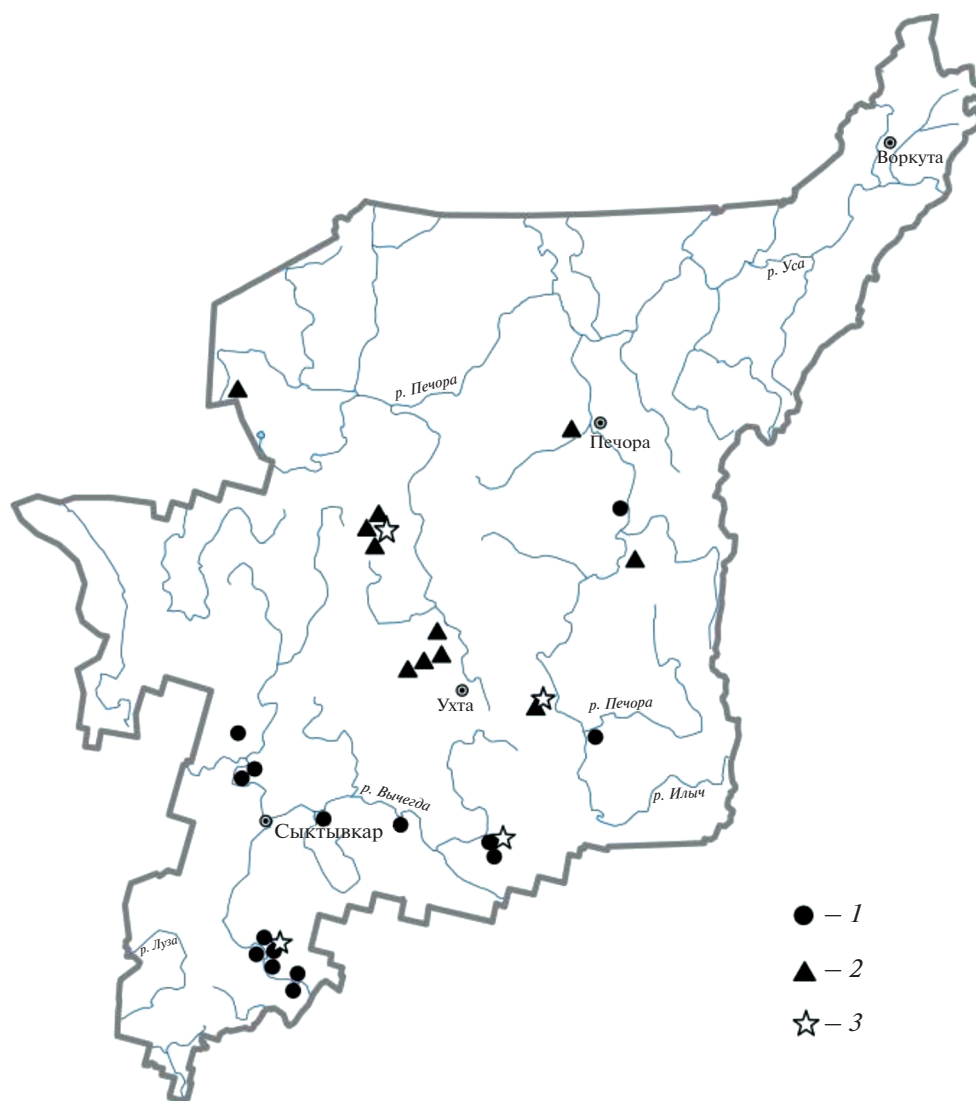 Воркута
р. Уса
р. Печора
Печора
Ухта
р. Печора
р. Илыч
р. Вычегда
Сыктывкар
р. Луза
– 1
– 2
– 3